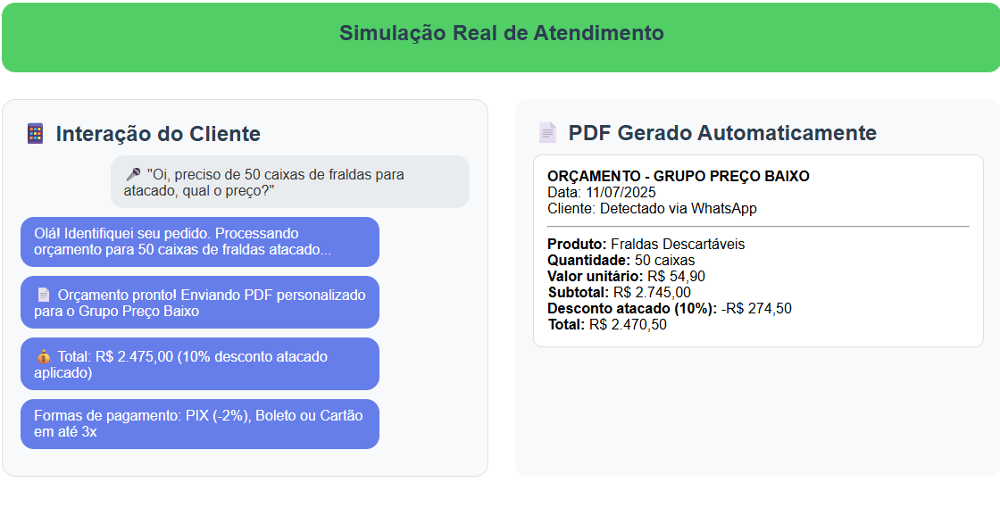 Simulação Real de Atendimento
Interação do Cliente
"Oi, preciso de 50 caixas de fraldas para
atacado, qual o preço?"
Olá! Identifiquei seu pedido. Processando
orçamento para 50 caixas de fraldas atacado...
Orçamento pronto! Enviando PDF personalizado
para o Grupo Preço Baixo
Total: R$ 2.475,00 (10% desconto atacado
aplicado)
Formas de pagamento: PIX (-2%), Boleto ou Cartão
em até 3x
PDF Gerado Automaticamente
ORÇAMENTO - GRUPO PREÇO BAIXO
Data: 11/07/2025
Cliente: Detectado via WhatsApp
Produto: Fraldas Descartáveis
Quantidade: 50 caixas
Valor unitário: R$ 54,90
Subtotal: R$ 2.745,00
Desconto atacado (10%): -R$ 274,50
Total: R$ 2.470,50